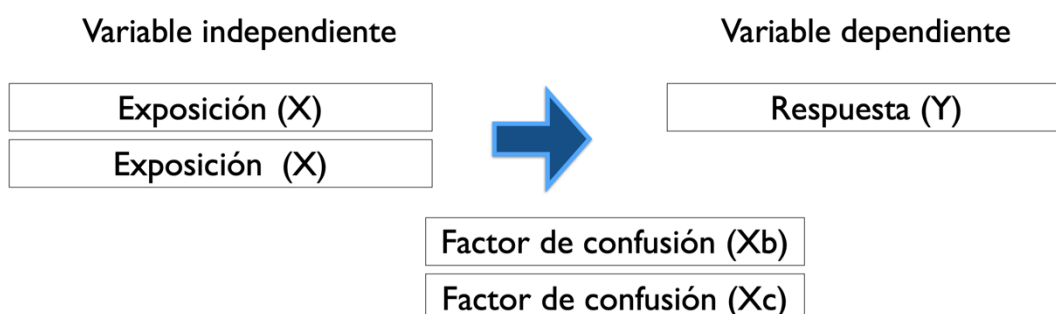 Variable independiente
Variable dependiente
Exposición (X)
Respuesta (Y)
Exposición (X)
Factor de confusión (Xb)
Factor de confusión (Xc)